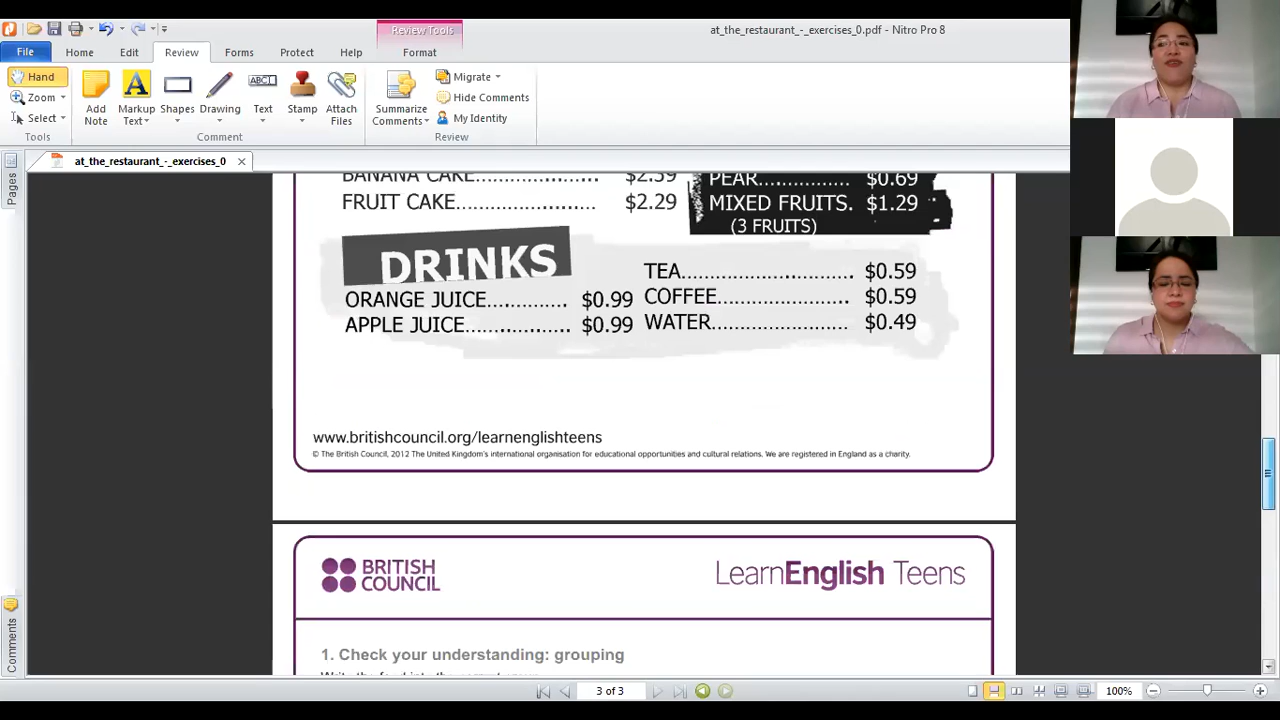 Review Tools
at_the_restaurant_-_exercises_0.pdf - Nitro Pro 8
File Home Edit Review Forms Protect Help Format
Hand
Zoom
Select
Tools
Add Note
Markup Text
Shapes
Drawing
Text
Stamp
Attach Files
Comment
Summarize Comments
Migrate
Hide Comments
My Identity
Review
at_the_restaurant_-_exercises_0
Pages
Comments
BANANA CAKE....................... $2.39
FRUIT CAKE......................... $2.29
PEAR................ $0.69
MIXED FRUITS. $1.29
(3 FRUITS)
DRINKS
ORANGE JUICE............ $0.99
APPLE JUICE................. $0.99
TEA............................. $0.59
COFFEE...................... $0.59
WATER....................... $0.49
www.britishcouncil.org/learnenglishteens
© The British Council, 2012 The United Kingdom's international organisation for educational opportunities and cultural relations. We are registered in England as a charity.
BRITISH
COUNCIL
LearnEnglish Teens
1. Check your understanding: grouping
3 of 3
100%